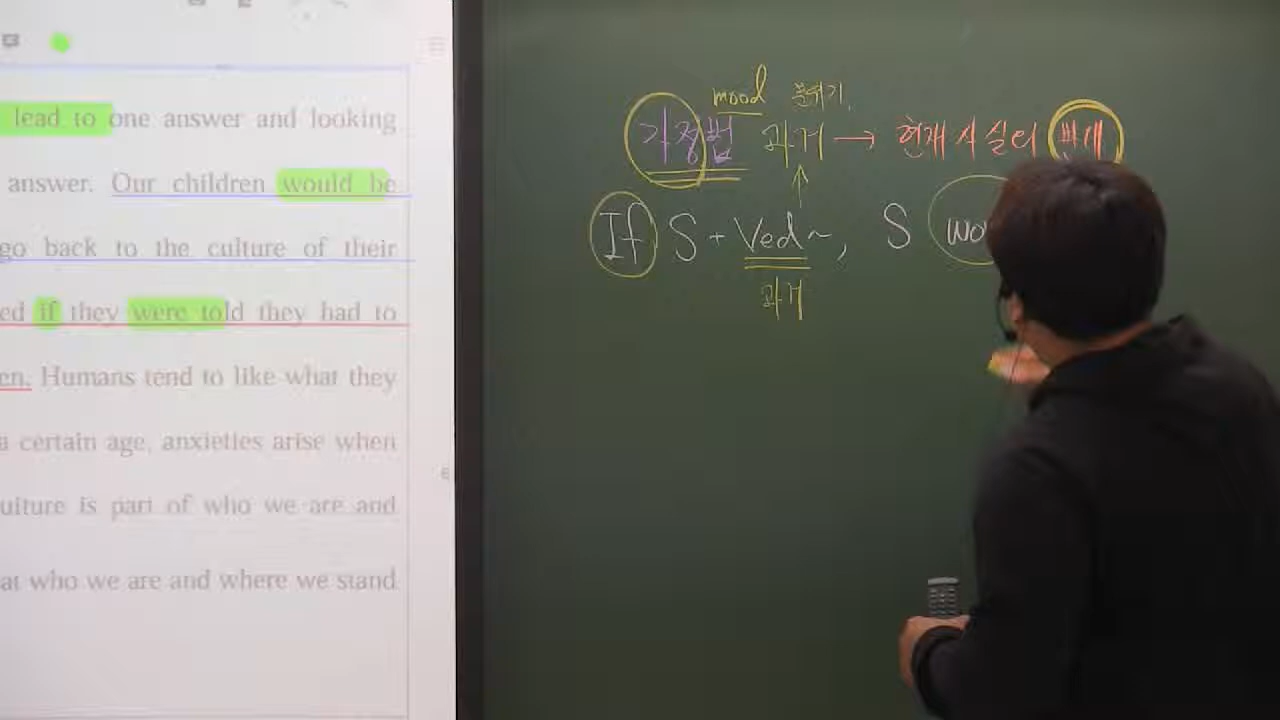 lead to one answer and looking
answer. Our children would be
go back to the culture of their
ed if they were told they had to
en. Humans tend to like what they
a certain age, anxieties arise when
ulture is part of who we are and
at who we are and where we stand
mood 분위기
가정법 과거 → 현재 사실의 반대
If S + Ved~, S wo
과거